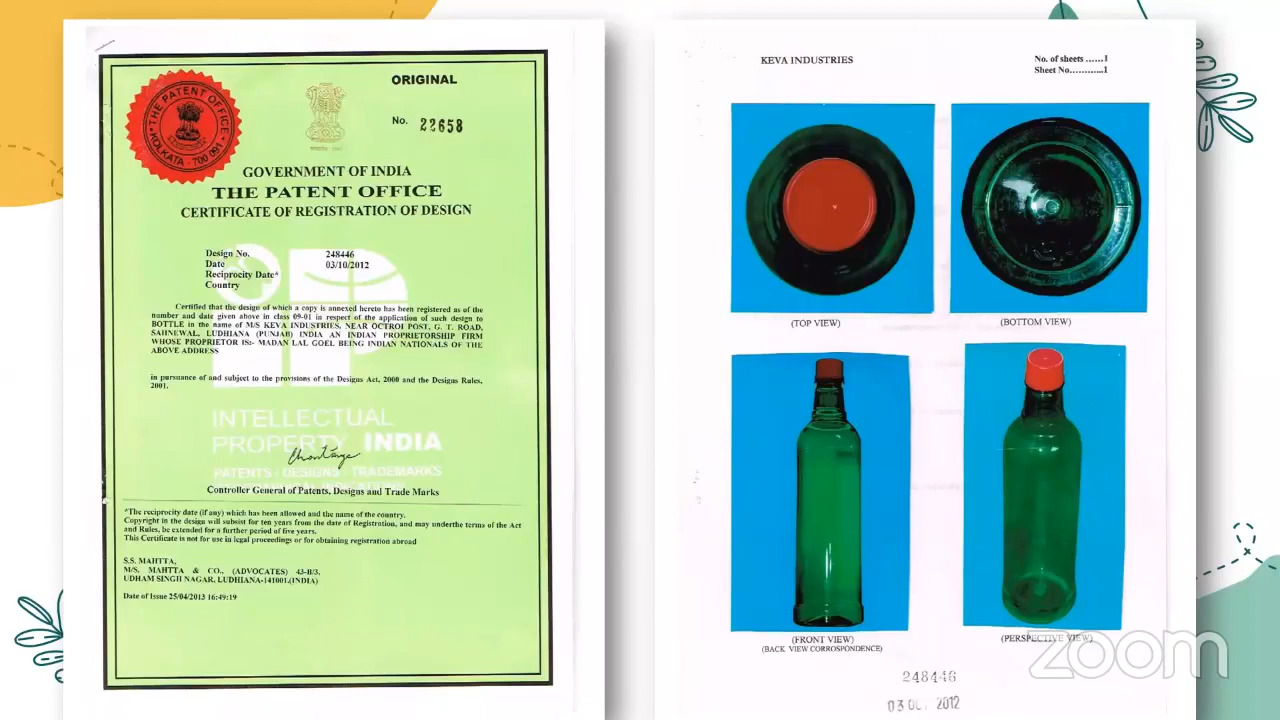 ORIGINAL
THE PATENT OFFICE
KOLKATA - 700 091
No. 22658
GOVERNMENT OF INDIA
THE PATENT OFFICE
CERTIFICATE OF REGISTRATION OF DESIGN
Design No. 248446
Date 03/10/2012
Reciprocity Date*
Country
Certified that the design of which a copy is annexed hereto has been registered as of the
number and date given above in class 09-01 in respect of the application of such design to
BOTTLE in the name of M/S KEVA INDUSTRIES, NEAR OCTROI POST, G. T. ROAD,
SAHNEWAL, LUDHIANA (PUNJAB) INDIA AN INDIAN PROPRIETORSHIP FIRM
WHOSE PROPRIETOR IS:- MADAN LAL GOEL BEING INDIAN NATIONALS OF THE
ABOVE ADDRESS
in pursuance of and subject to the provisions of the Designs Act, 2000 and the Designs Rules,
2001.
INTELLECTUAL
PROPERTY INDIA
PATENTS / DESIGNS / TRADEMARKS
Controller General of Patents, Designs and Trade Marks
*The reciprocity date (if any) which has been allowed and the name of the country.
Copyright in the design will subsist for ten years from the date of Registration, and may underthe terms of the Act
and Rules, be extended for a further period of five years.
This Certificate is not for use in legal proceedings or for obtaining registration abroad
S.S. MAHTTA,
M/S. MAHTTA & CO., (ADVOCATES) 43-B/3,
UDHAM SINGH NAGAR, LUDHIANA-141001,(INDIA)
Date of Issue 25/04/2013 16:49:19
KEVA INDUSTRIES
No. of sheets ......1
Sheet No...........1
(TOP VIEW)
(BOTTOM VIEW)
(FRONT VIEW)
(BACK VIEW CORROSPONDENCE)
(PERSPECTIVE VIEW)
248446
03 OCT 2012
zoom